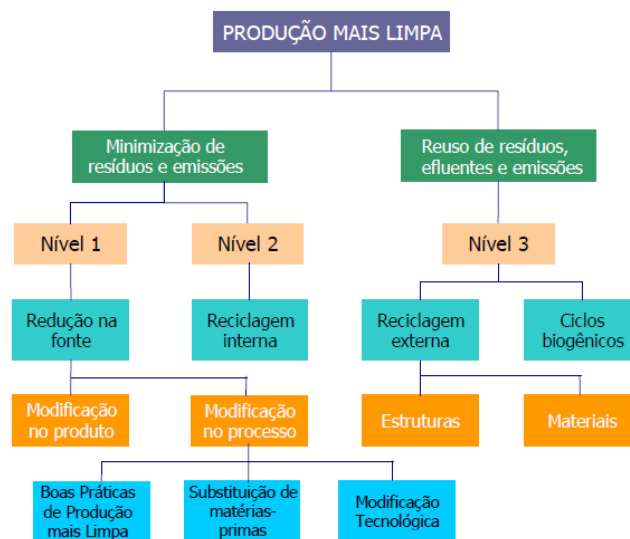 PRODUÇÃO MAIS LIMPA
Minimização de
resíduos e emissões
Reuso de resíduos,
efluentes e emissões
Nível 1
Nível 2
Nível 3
Redução na
fonte
Reciclagem
interna
Reciclagem
externa
Ciclos
biogênicos
Modificação
no produto
Modificação
no processo
Estruturas
Materiais
Boas Práticas
de Produção
mais Limpa
Substituição de
matérias-
primas
Modificação
Tecnológica